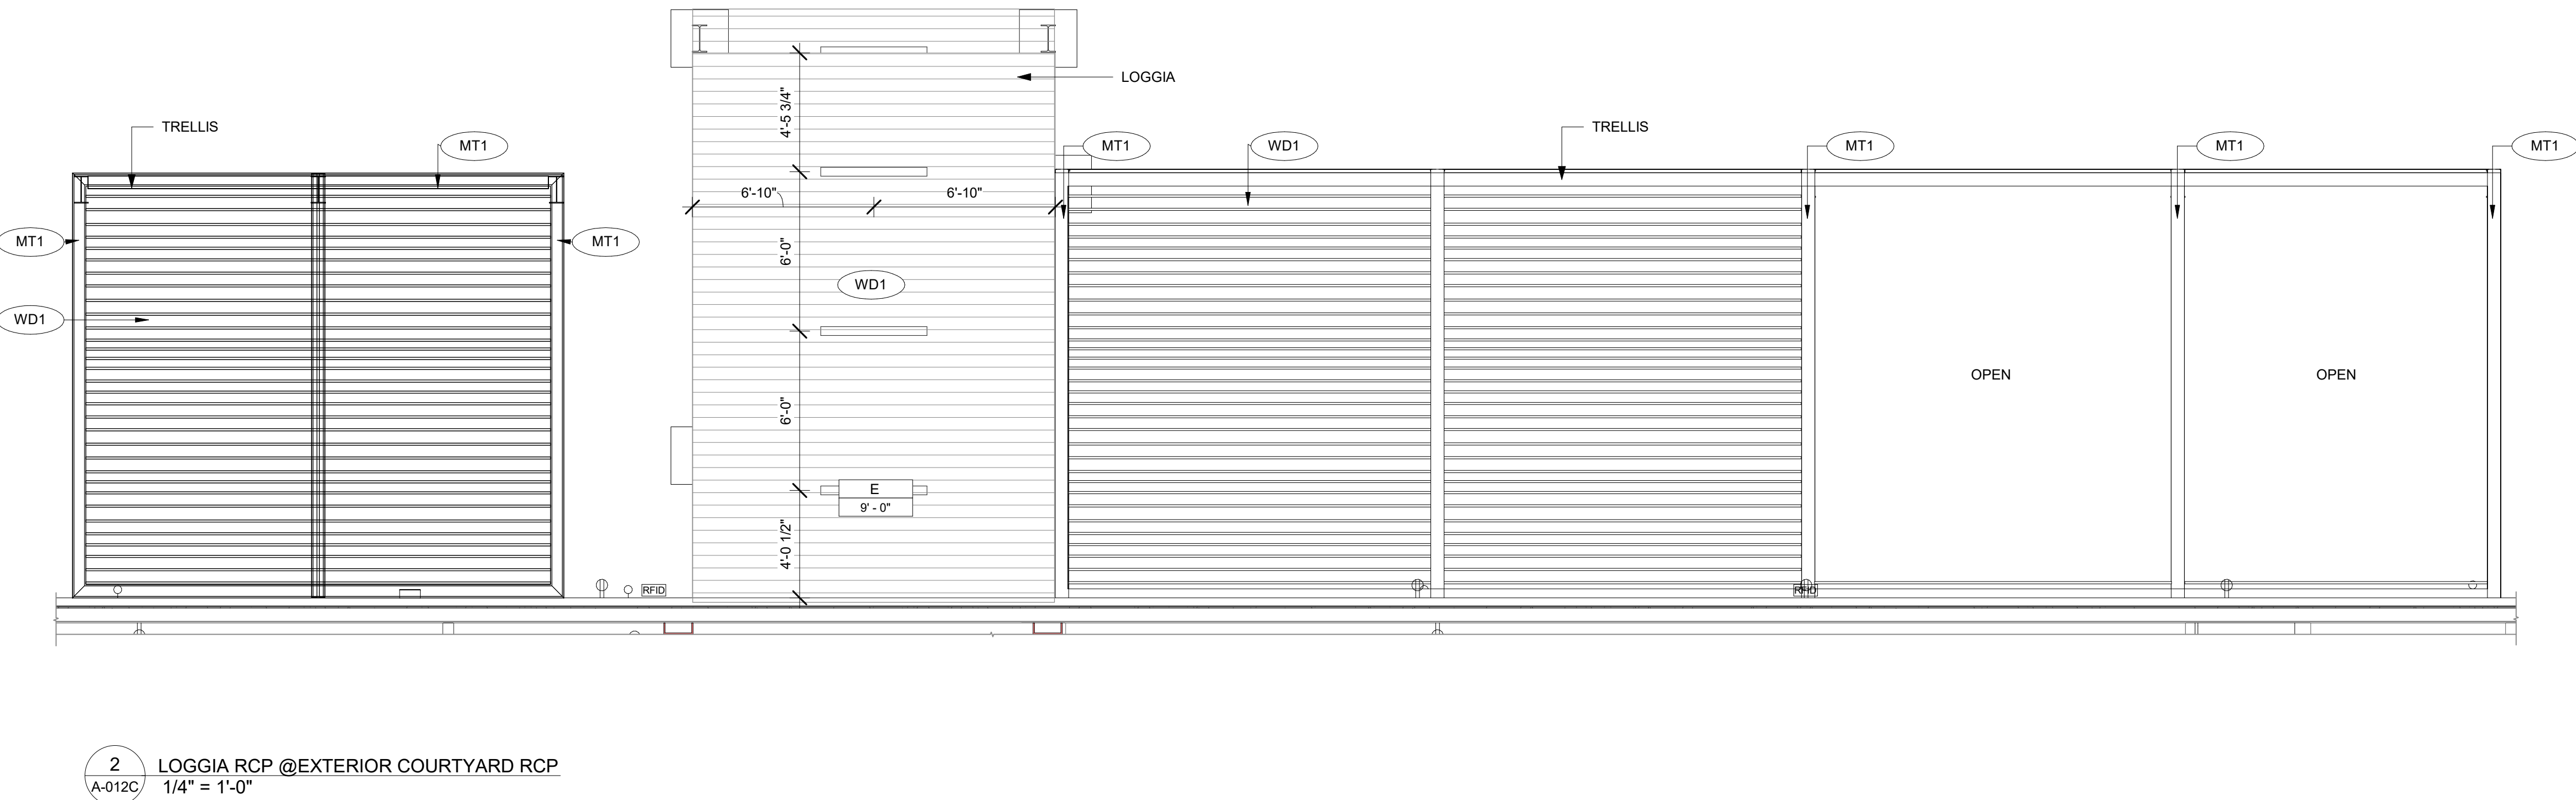 LOGGIA
4'-5 3/4"
TRELLIS
MT1
MT1
WD1
TRELLIS
MT1
MT1
MT1
6'-10"
6'-10"
MT1
MT1
6'-0"
WD1
WD1
OPEN
OPEN
6'-0"
E
9' - 0"
4'-0 1/2"
RFID
RFID
2
A-012C
LOGGIA RCP @EXTERIOR COURTYARD RCP
1/4" = 1'-0"